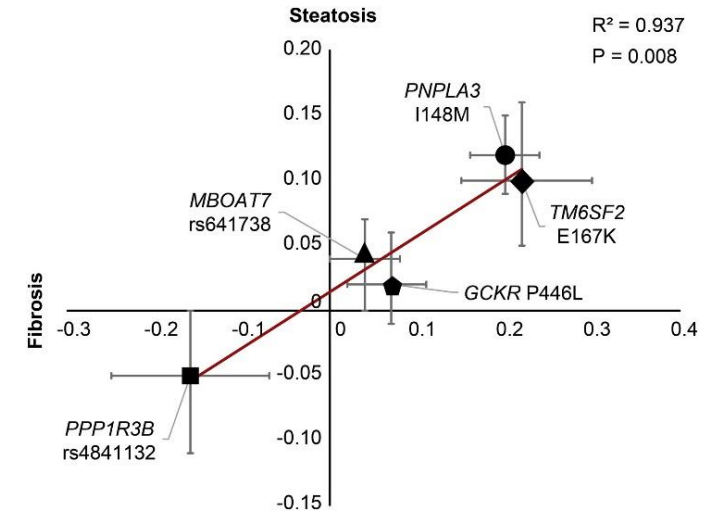 Steatosis
R² = 0.937
P = 0.008
0.20
0.15
0.10
0.05
0
-0.05
-0.10
-0.15
PNPLA3
I148M
MBOAT7
rs641738
TM6SF2
E167K
GCKR P446L
Fibrosis
-0.3 -0.2 -0.1 0 0.1 0.2 0.3 0.4
PPP1R3B
rs4841132